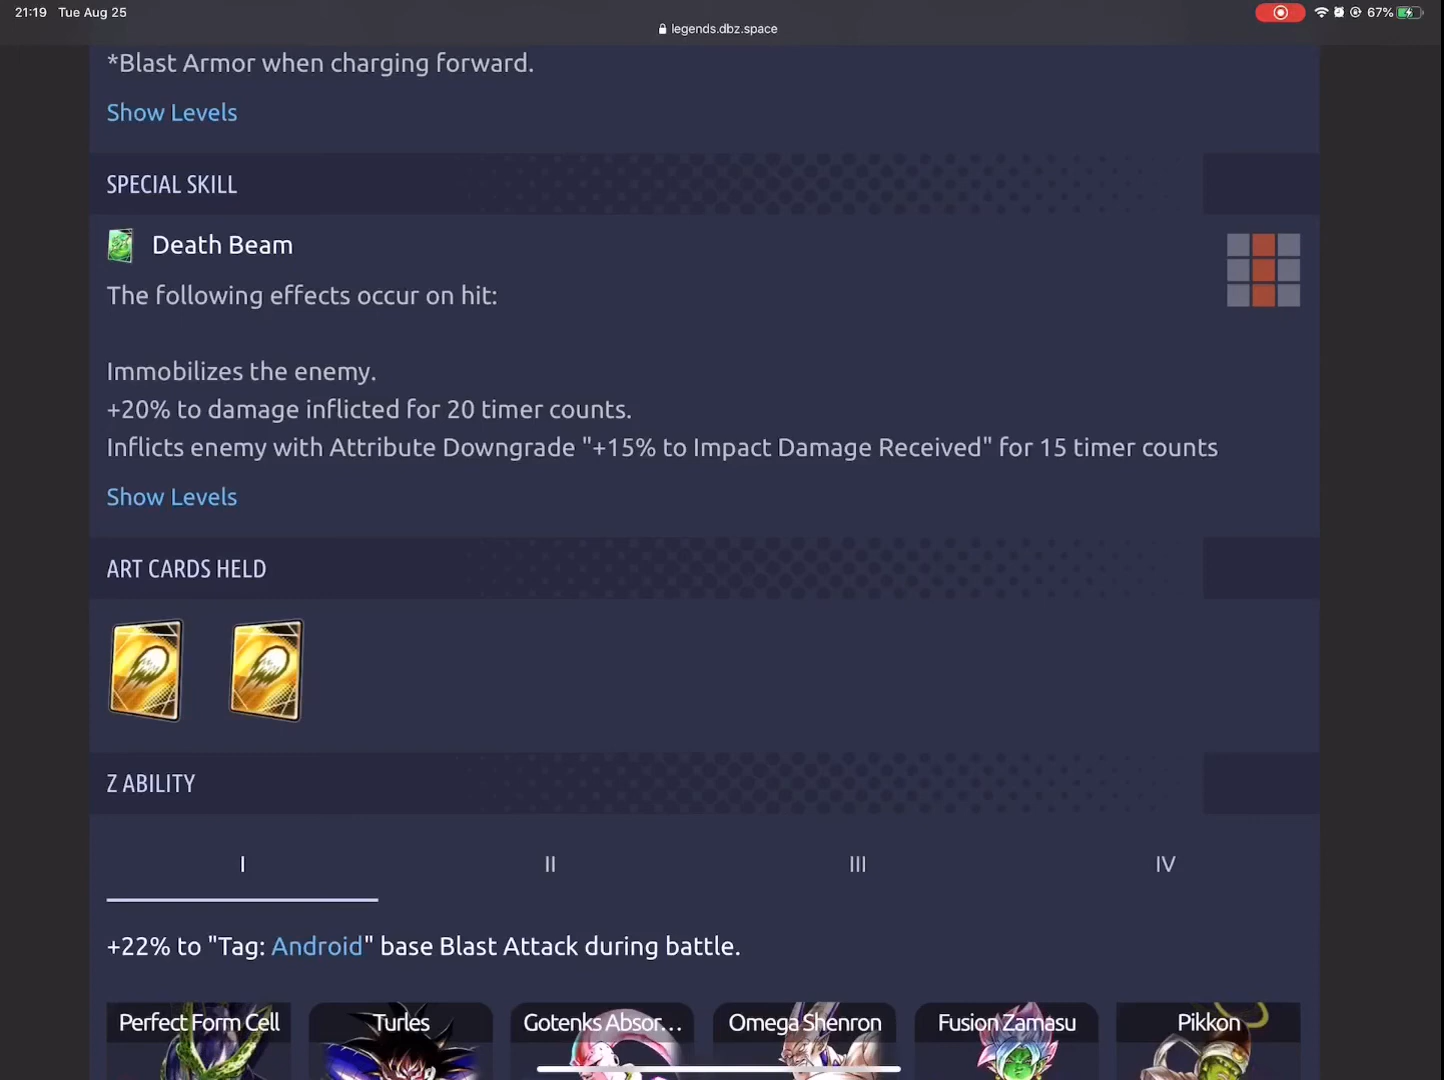 21:19 Tue Aug 25
67%
legends.dbz.space
*Blast Armor when charging forward.
Show Levels
SPECIAL SKILL
Death Beam
The following effects occur on hit:
Immobilizes the enemy.
+20% to damage inflicted for 20 timer counts.
Inflicts enemy with Attribute Downgrade "+15% to Impact Damage Received" for 15 timer counts
Show Levels
ART CARDS HELD
Z ABILITY
I II III IV
+22% to "Tag: Android" base Blast Attack during battle.
Perfect Form Cell Turles Gotenks Absor... Omega Shenron Fusion Zamasu Pikkon